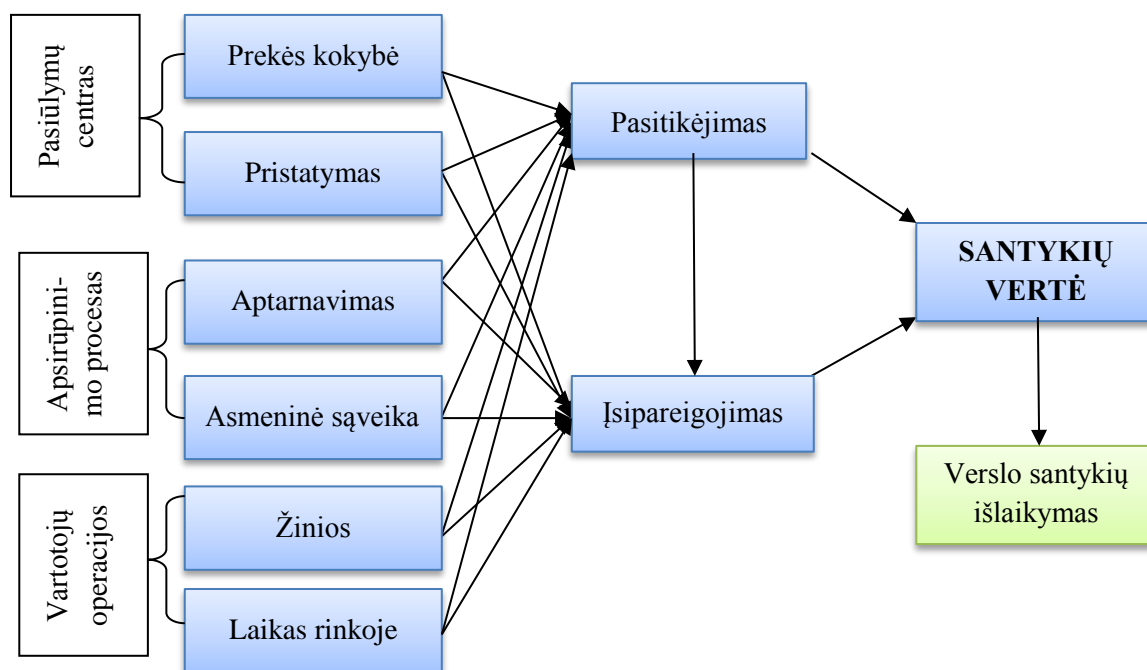 Pasiūlymų
centras
Prekės kokybė
Pristatymas
Apsirūpini-
mo procesas
Aptarnavimas
Asmeninė sąveika
Vartotojų
operacijos
Žinios
Laikas rinkoje
Pasitikėjimas
Įsipareigojimas
SANTYKIŲ
VERTĖ
Verslo santykių
išlaikymas